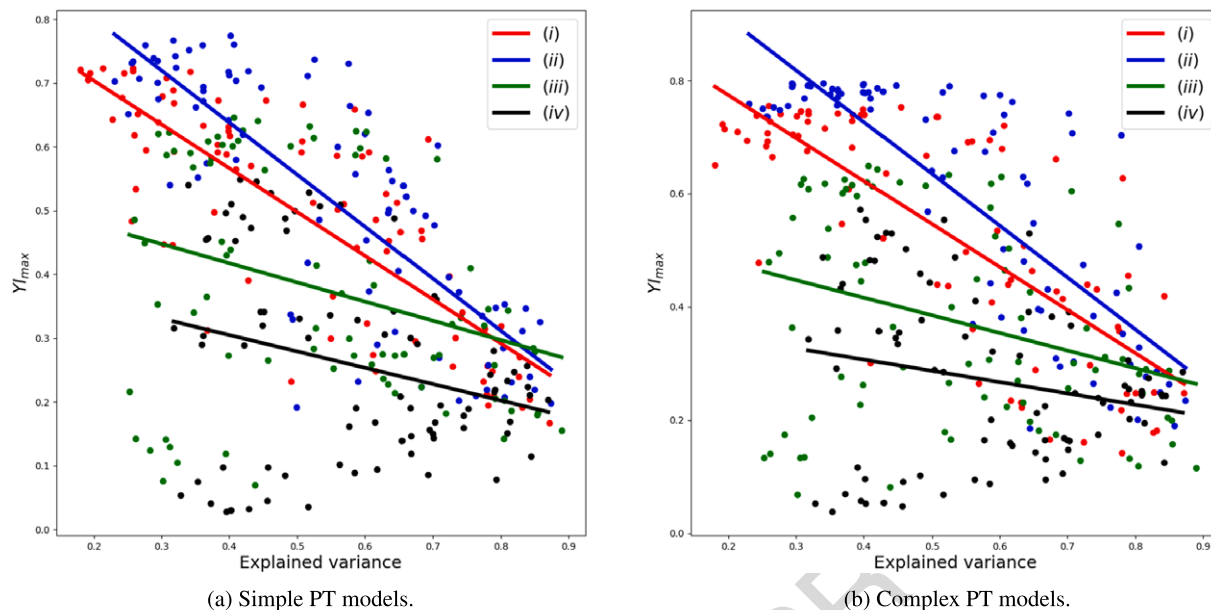 0.8
0.7
0.6
0.5
0.4
0.3
0.2
0.1
0.0
YI_max
0.2 0.3 0.4 0.5 0.6 0.7 0.8 0.9
Explained variance
(i)
(ii)
(iii)
(iv)
(a) Simple PT models.
0.8
0.6
0.4
0.2
0.0
YI_max
0.2 0.3 0.4 0.5 0.6 0.7 0.8 0.9
Explained variance
(i)
(ii)
(iii)
(iv)
(b) Complex PT models.